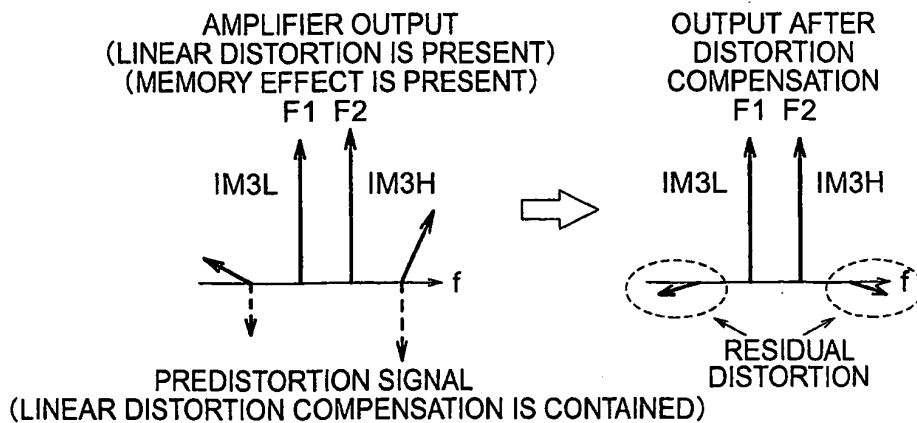 AMPLIFIER OUTPUT
(LINEAR DISTORTION IS PRESENT)
(MEMORY EFFECT IS PRESENT)
F1 F2
IM3L IM3H
f
PREDISTORTION SIGNAL
(LINEAR DISTORTION COMPENSATION IS CONTAINED)
OUTPUT AFTER
DISTORTION
COMPENSATION
F1 F2
IM3L IM3H
f
RESIDUAL
DISTORTION